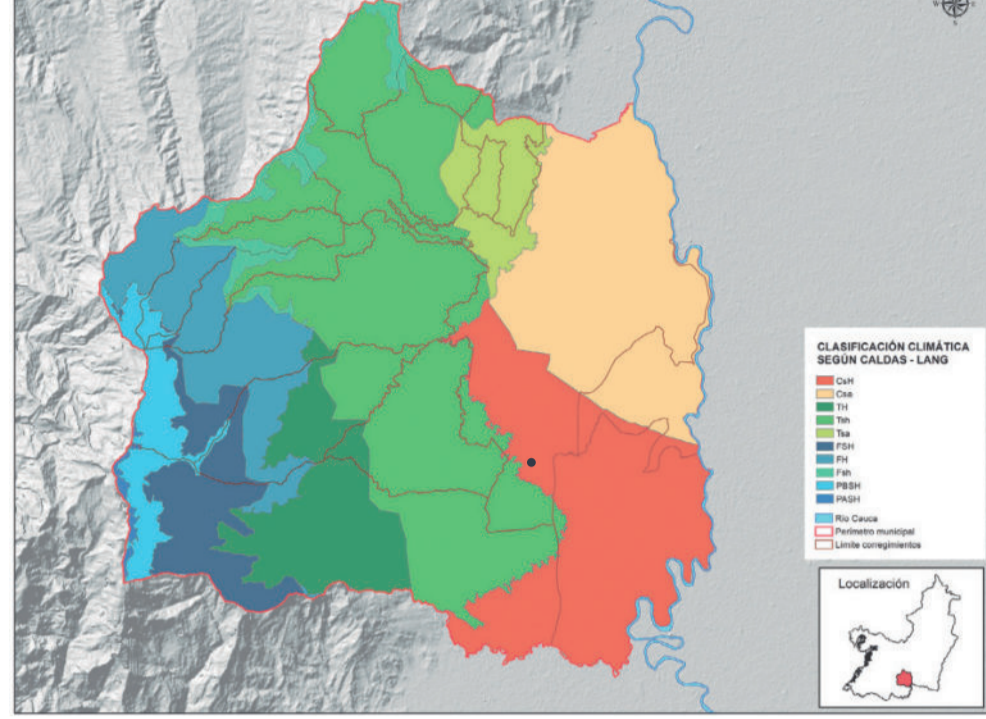 CLASIFICACIÓN CLIMÁTICA
SEGÚN CALDAS - LANG
CsH
Csa
TH
Tsh
Tsa
FSH
FH
Fsh
PBSH
PASH
Río Cauca
Perímetro municipal
Límite corregimientos
Localización